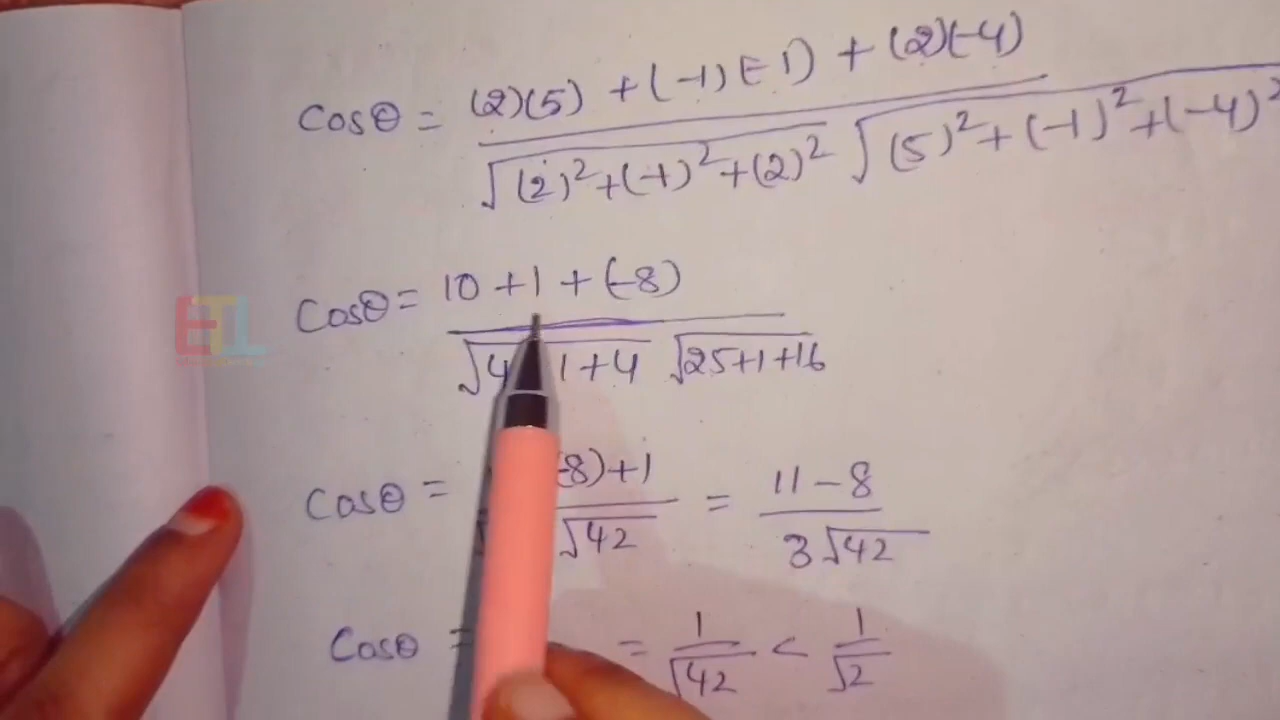 Cosθ = (2)(5) + (-1)(-1) + (2)(-4)
√(2)²+(-1)²+(2)² √(5)²+(-1)²+(-4)²
ETL
Cosθ = 10 + 1 + (-8)
√4 1+4 √25+1+16
Cosθ = -8)+1 = 11-8
√42 3√42
Cosθ = = 1 < 1
√42 √2